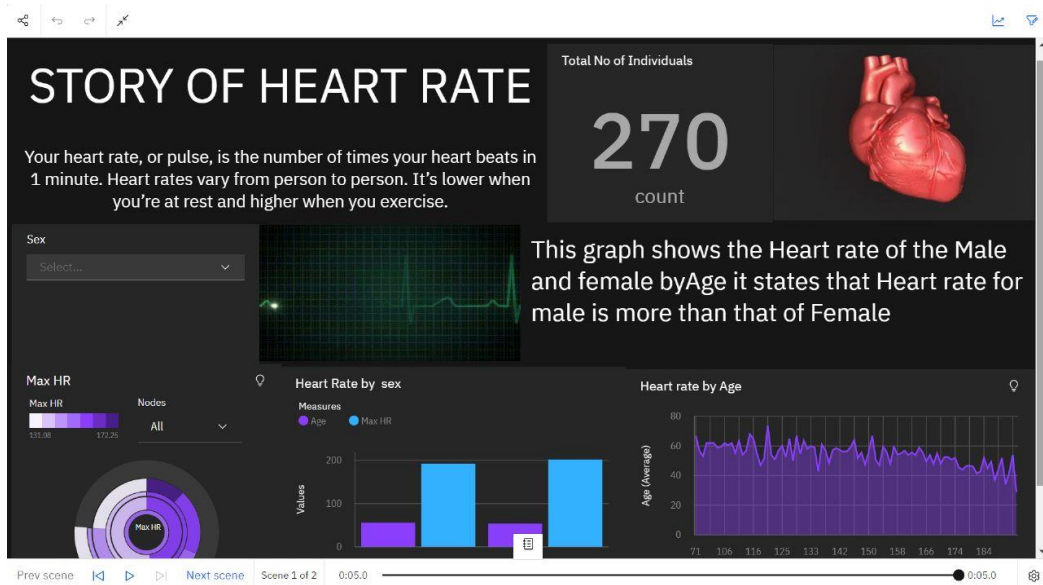 STORY OF HEART RATE
Your heart rate, or pulse, is the number of times your heart beats in
1 minute. Heart rates vary from person to person. It's lower when
you're at rest and higher when you exercise.
Total No of Individuals
270
count
Sex
Select...
This graph shows the Heart rate of the Male
and female byAge it states that Heart rate for
male is more than that of Female
Max HR
Max HR
Nodes
131.08
172.25
All
Max HR
Heart Rate by sex
Measures
Age
Max HR
Values
200
100
0
Heart rate by Age
Age (Average)
80
60
40
20
0
71 106 116 125 133 142 150 158 166 174 184
Prev scene
Next scene
Scene 1 of 2
0:05.0
0:05.0